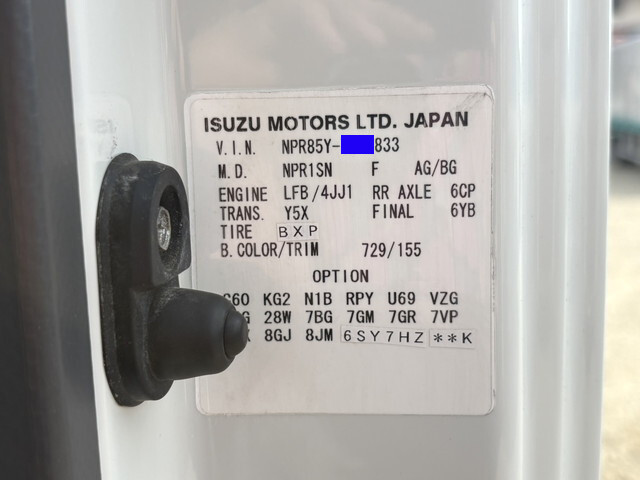 ISUZU MOTORS LTD. JAPAN
V.I.N. NPR85Y- 833
M.D. NPR1SN F AG/BG
ENGINE LFB/4JJ1 RR AXLE 6CP
TRANS. Y5X FINAL 6YB
TIRE BXP
B.COLOR/TRIM 729/155
OPTION
KG2 N1B RPY U69 VZG
28W 7BG 7GM 7GR 7VP
8GJ 8JM 6SY7HZ **K